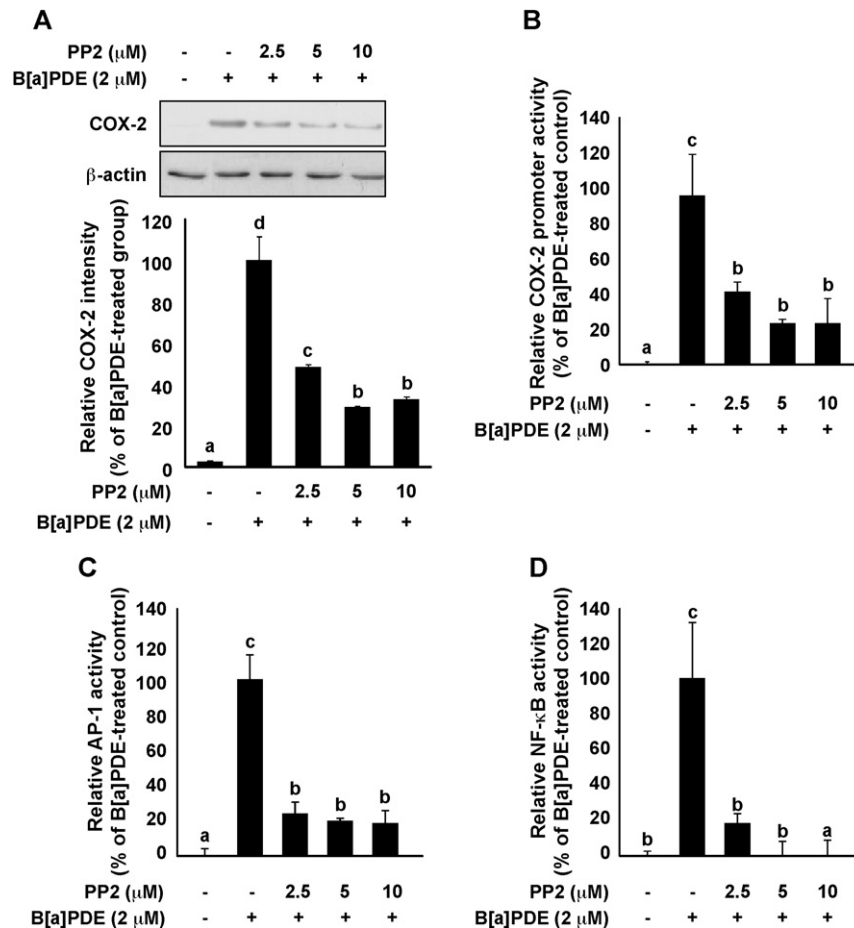 A
PP2 (μM) - - 2.5 5 10
B[a]PDE (2 μM) - + + + +
COX-2
β-actin
Relative COX-2 intensity
(% of B[a]PDE-treated group)
120
100
80
60
40
20
0
a d c b b
PP2 (μM) - - 2.5 5 10
B[a]PDE (2 μM) - + + + +
B
Relative COX-2 promoter activity
(% of B[a]PDE-treated control)
140
120
100
80
60
40
20
0
a c b b b
PP2 (μM) - - 2.5 5 10
B[a]PDE (2 μM) - + + + +
C
Relative AP-1 activity
(% of B[a]PDE-treated control)
140
120
100
80
60
40
20
0
a c b b b
PP2 (μM) - - 2.5 5 10
B[a]PDE (2 μM) - + + + +
D
Relative NF-κB activity
(% of B[a]PDE-treated control)
140
120
100
80
60
40
20
0
b c b b a
PP2 (μM) - - 2.5 5 10
B[a]PDE (2 μM) - + + + +